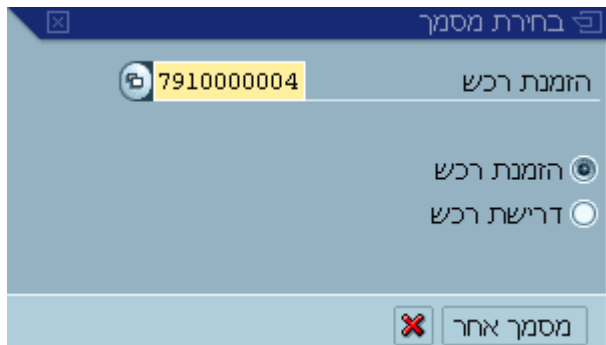 בחירת מסמך
הזמנת רכש 7910000004
הזמנת רכש
דרישת רכש
מסמך אחר